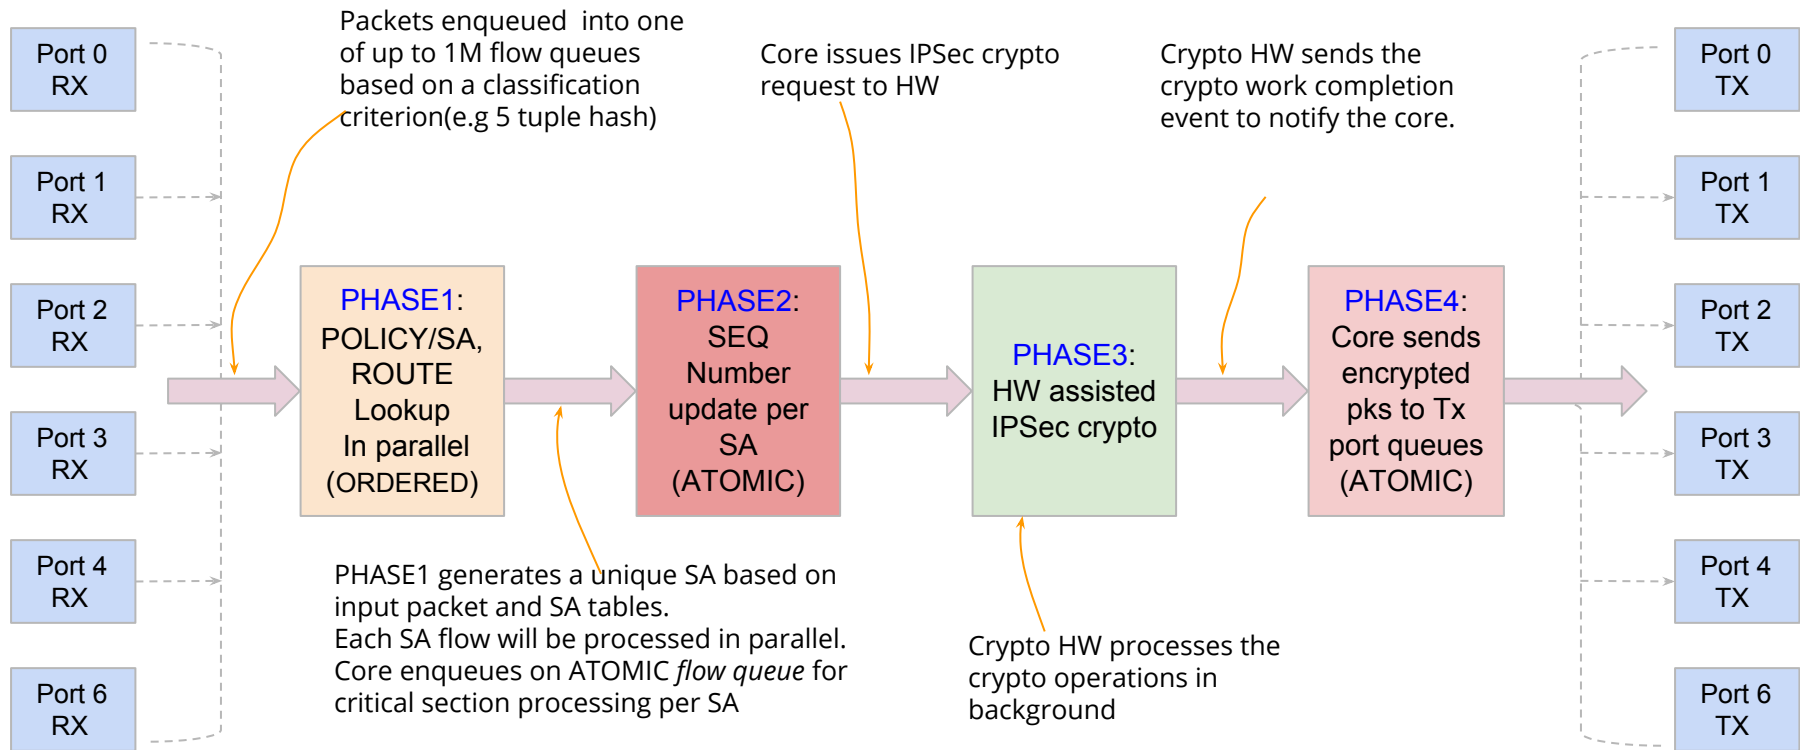 Port 0
RX
Port 1
RX
Port 2
RX
Port 3
RX
Port 4
RX
Port 6
RX
Packets enqueued  into one
of up to 1M flow queues
based on a classification
criterion(e.g 5 tuple hash)
Core issues IPSec crypto
request to HW
Crypto HW sends the
crypto work completion
event to notify the core.
PHASE1:
POLICY/SA,
ROUTE
Lookup
In parallel
(ORDERED)
PHASE2:
SEQ
Number
update per
SA
(ATOMIC)
PHASE3:
HW assisted
IPSec crypto
PHASE4:
Core sends
encrypted
pks to Tx
port queues
(ATOMIC)
PHASE1 generates a unique SA based on
input packet and SA tables.
Each SA flow will be processed in parallel.
Core enqueues on ATOMIC flow queue for
critical section processing per SA
Crypto HW processes the
crypto operations in
background
Port 0
TX
Port 1
TX
Port 2
TX
Port 3
TX
Port 4
TX
Port 6
TX